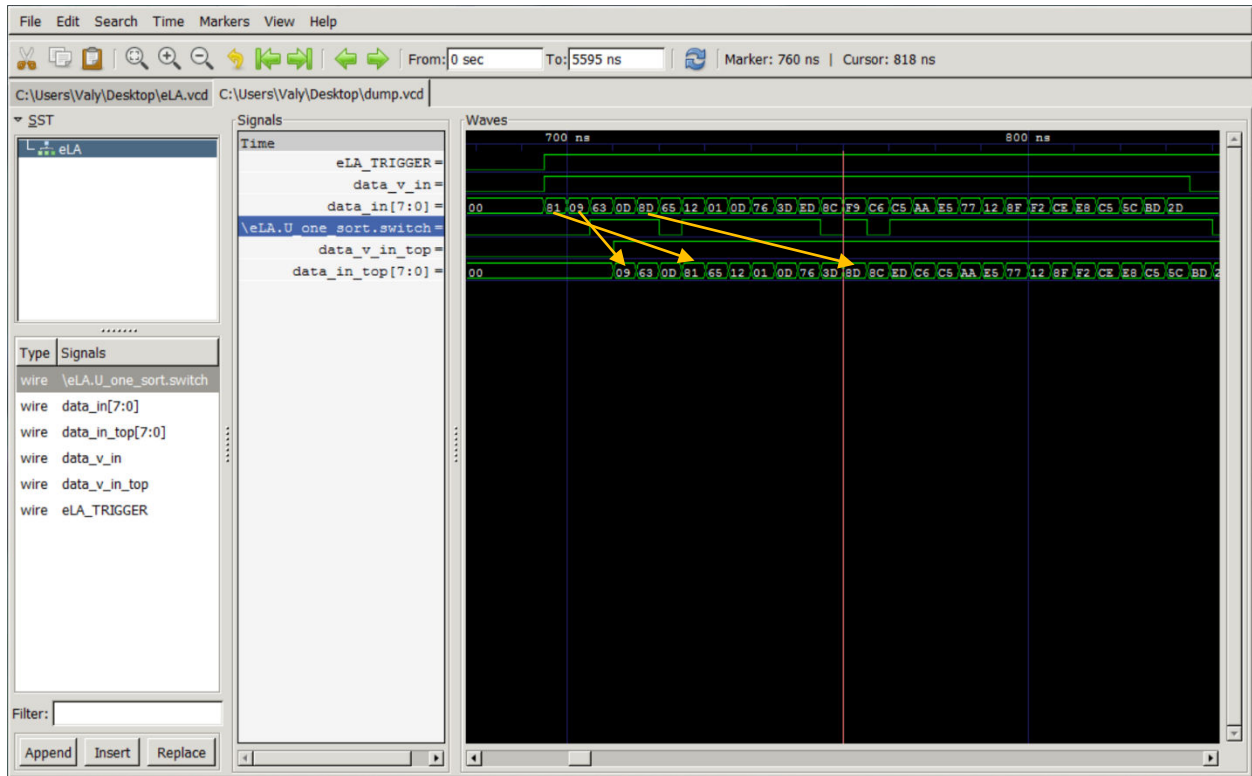 File Edit Search Time Markers View Help
From: 0 sec To: 5595 ns Marker: 760 ns | Cursor: 818 ns
C:\Users\Valy\Desktop\eLA.vcd C:\Users\Valy\Desktop\dump.vcd
SST
eLA
Type Signals
wire \eLA.U_one_sort.switch
wire data_in[7:0]
wire data_in_top[7:0]
wire data_v_in
wire data_v_in_top
wire eLA_TRIGGER
Filter:
Append Insert Replace
Signals
Time
eLA_TRIGGER=
data_v_in=
data_in[7:0]=
\eLA.U_one_sort.switch=
data_v_in_top=
data_in_top[7:0]=
Waves
700 ns 800 ns
00 81 09 63 0D 8D 65 12 01 0D 76 3D ED 8C F9 C6 C5 AA E5 77 12 8F F2 CE E8 C5 5C BD 2D
00 09 63 0D 81 65 12 01 0D 76 3D 8D 8C ED C6 C5 AA E5 77 12 8F F2 CE E8 C5 5C BD 2